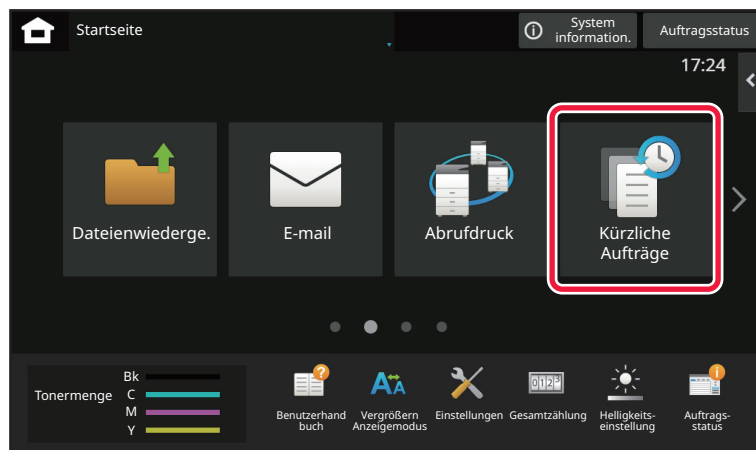 Startseite
System
information.
Auftragsstatus
17:24
Dateienwiederge.
E-mail
Abrufdruck
Kürzliche
Aufträge
Tonermenge
Bk
C
M
Y
0123
Benutzerhand
buch
Vergrößern
Anzeigemodus
Einstellungen
Gesamtzählung
Helligkeits-
einstellung
Auftrags-
status